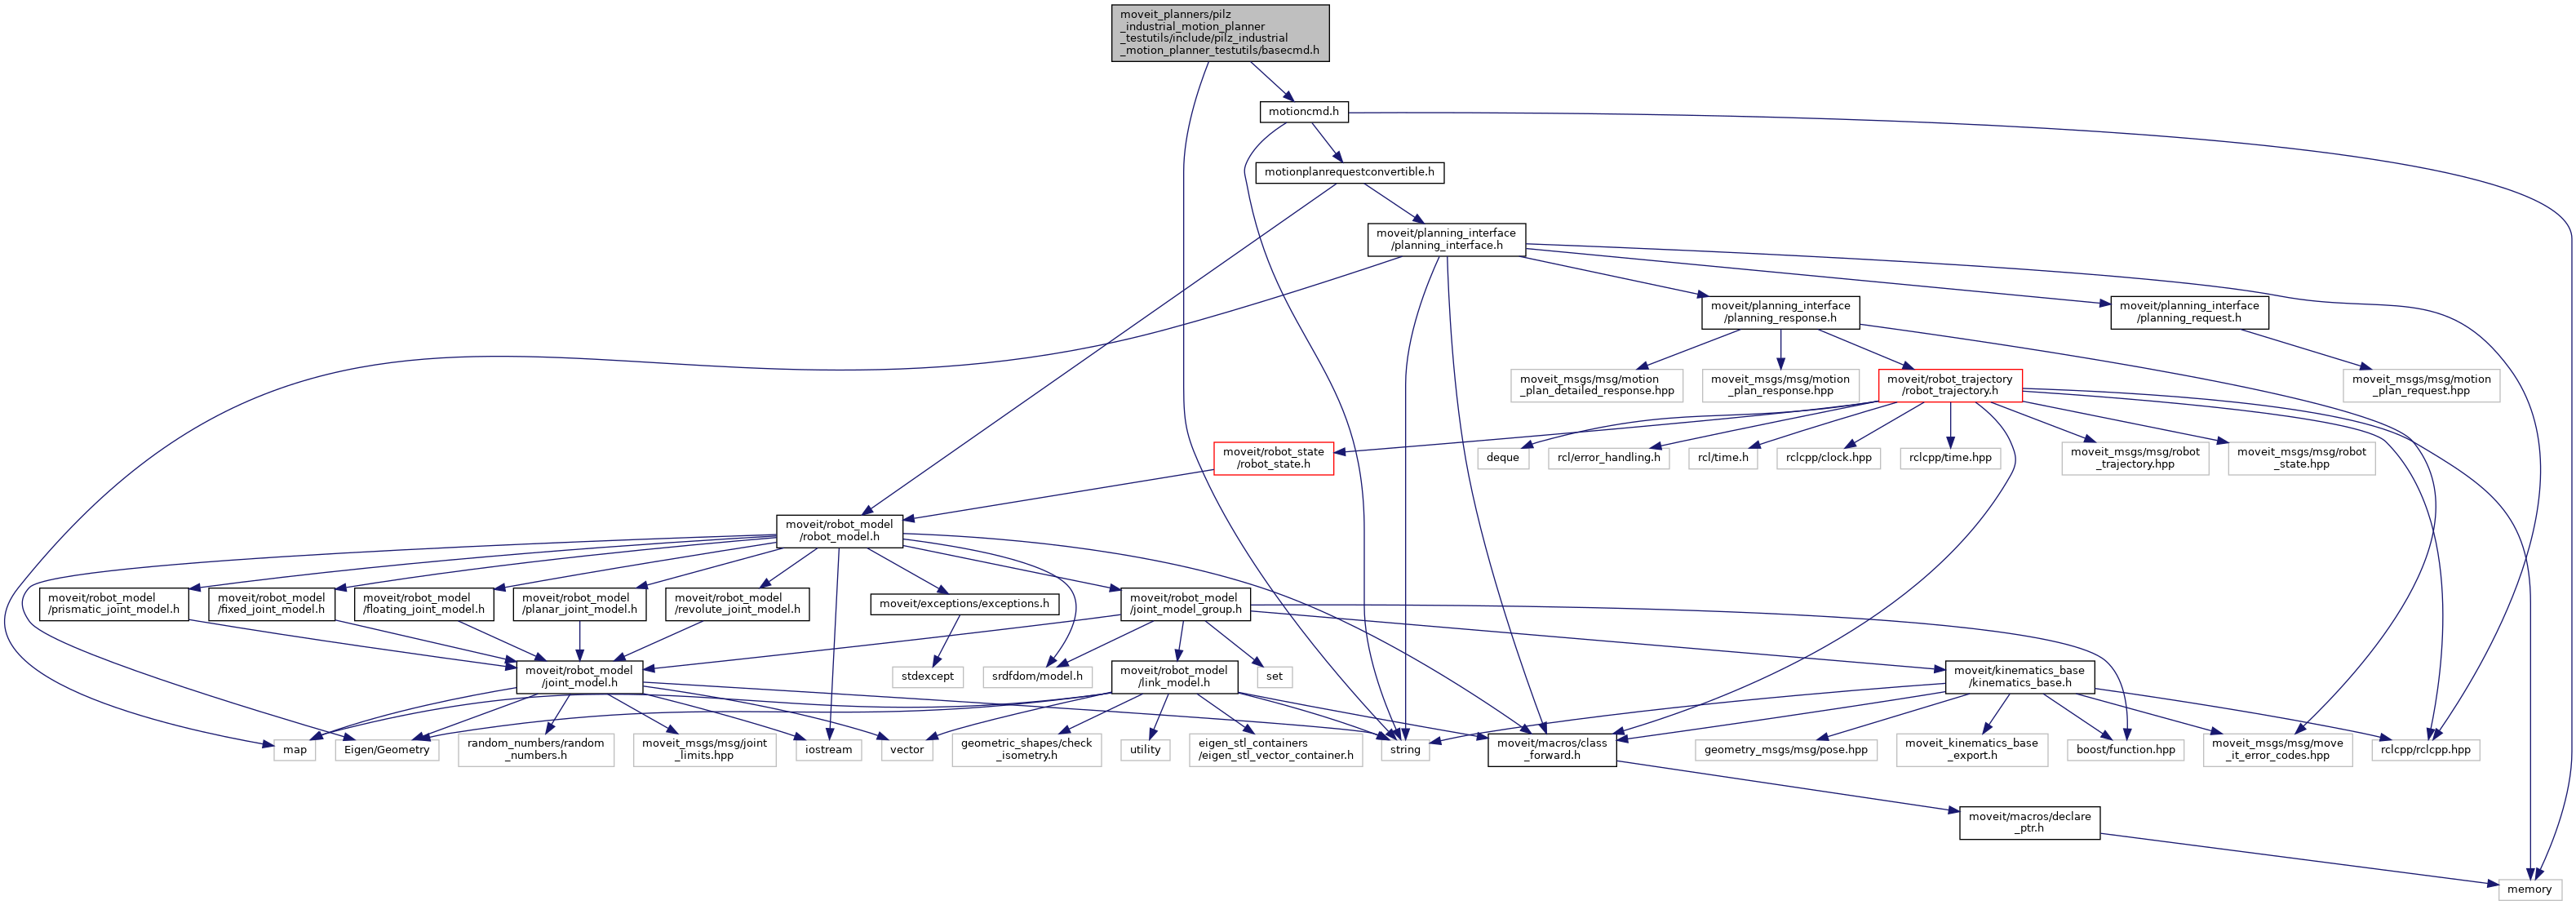 moveit_planners/pilz
_industrial_motion_planner
_testutils/include/pilz_industrial
_motion_planner_testutils/basecmd.h
motioncmd.h
motionplanrequestconvertible.h
moveit/planning_interface
/planning_interface.h
moveit/planning_interface
/planning_response.h
moveit/planning_interface
/planning_request.h
moveit_msgs/msg/motion
_plan_detailed_response.hpp
moveit_msgs/msg/motion
_plan_response.hpp
moveit/robot_trajectory
/robot_trajectory.h
moveit_msgs/msg/motion
_plan_request.hpp
moveit/robot_state
/robot_state.h
deque
rcl/error_handling.h
rcl/time.h
rclcpp/clock.hpp
rclcpp/time.hpp
moveit_msgs/msg/robot
_trajectory.hpp
moveit_msgs/msg/robot
_state.hpp
moveit/robot_model
/robot_model.h
moveit/robot_model
/prismatic_joint_model.h
moveit/robot_model
/fixed_joint_model.h
moveit/robot_model
/floating_joint_model.h
moveit/robot_model
/planar_joint_model.h
moveit/robot_model
/revolute_joint_model.h
moveit/exceptions/exceptions.h
moveit/robot_model
/joint_model_group.h
moveit/robot_model
/joint_model.h
stdexcept
srdfdom/model.h
moveit/robot_model
/link_model.h
set
moveit/kinematics_base
/kinematics_base.h
map
Eigen/Geometry
random_numbers/random
_numbers.h
moveit_msgs/msg/joint
_limits.hpp
iostream
vector
geometric_shapes/check
_isometry.h
utility
eigen_stl_containers
/eigen_stl_vector_container.h
string
moveit/macros/class
_forward.h
geometry_msgs/msg/pose.hpp
moveit_kinematics_base
_export.h
boost/function.hpp
moveit_msgs/msg/move
_it_error_codes.hpp
rclcpp/rclcpp.hpp
moveit/macros/declare
_ptr.h
memory